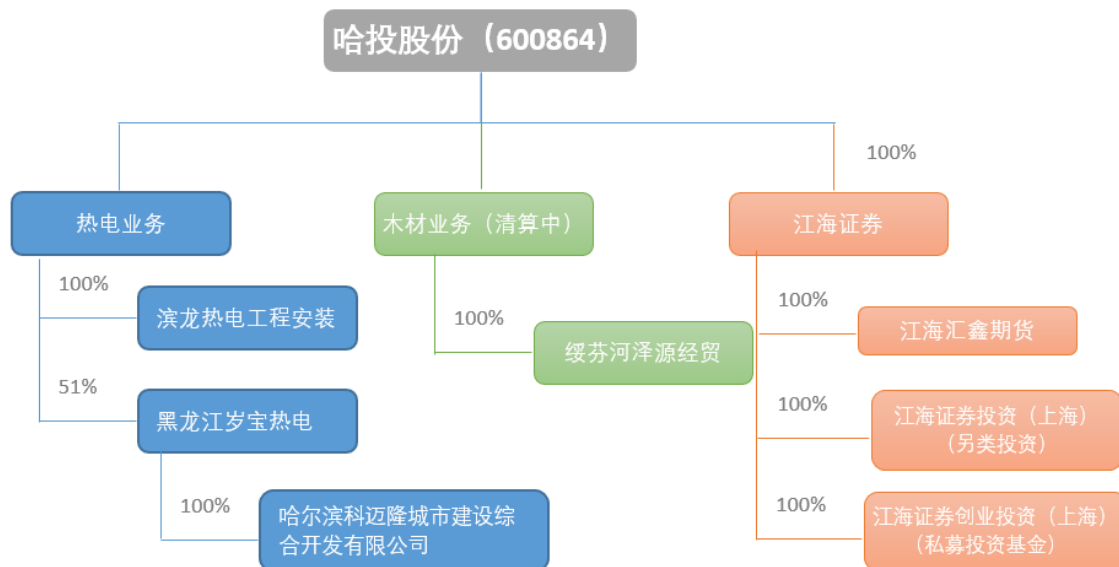 哈投股份（600864）
100%
热电业务
木材业务（清算中）
江海证券
100%
滨龙热电工程安装
100%
绥芬河泽源经贸
100%
江海汇鑫期货
51%
黑龙江岁宝热电
100%
江海证券投资（上海）
（另类投资）
100%
哈尔滨科迈隆城市建设综
合开发有限公司
100%
江海证券创业投资（上海）
（私募投资基金）